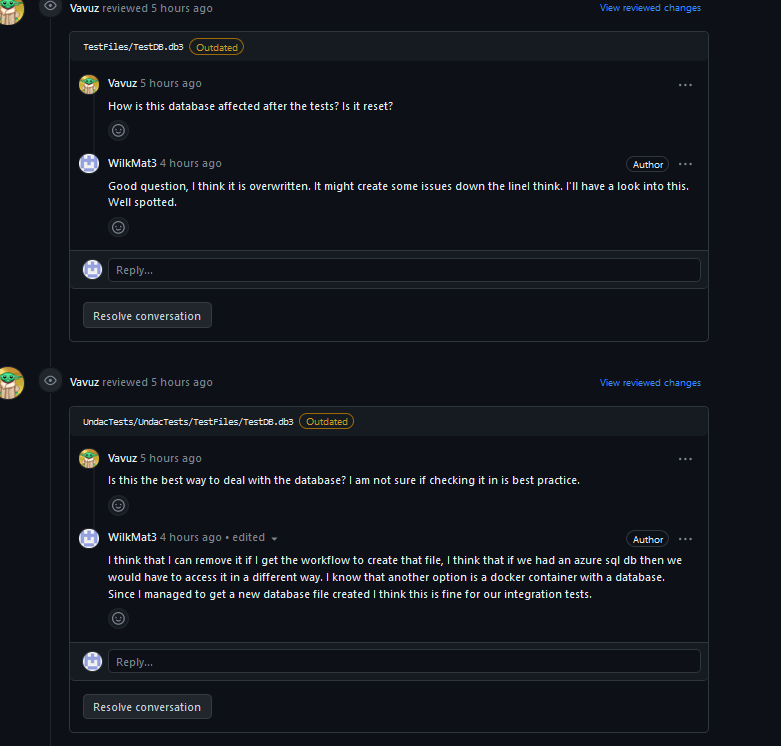 Vavuz reviewed 5 hours ago
View reviewed changes
TestFiles/TestDB.db3 Outdated
Vavuz 5 hours ago
How is this database affected after the tests? Is it reset?
WilkMat3 4 hours ago
Author
Good question, I think it is overwritten. It might create some issues down the lineI think. I'll have a look into this.
Well spotted.
Reply...
Resolve conversation
Vavuz reviewed 5 hours ago
View reviewed changes
UndacTests/UndacTests/TestFiles/TestDB.db3 Outdated
Vavuz 5 hours ago
Is this the best way to deal with the database? I am not sure if checking it in is best practice.
WilkMat3 4 hours ago • edited
Author
I think that I can remove it if I get the workflow to create that file, I think that if we had an azure sql db then we
would have to access it in a different way. I know that another option is a docker container with a database.
Since I managed to get a new database file created I think this is fine for our integration tests.
Reply...
Resolve conversation